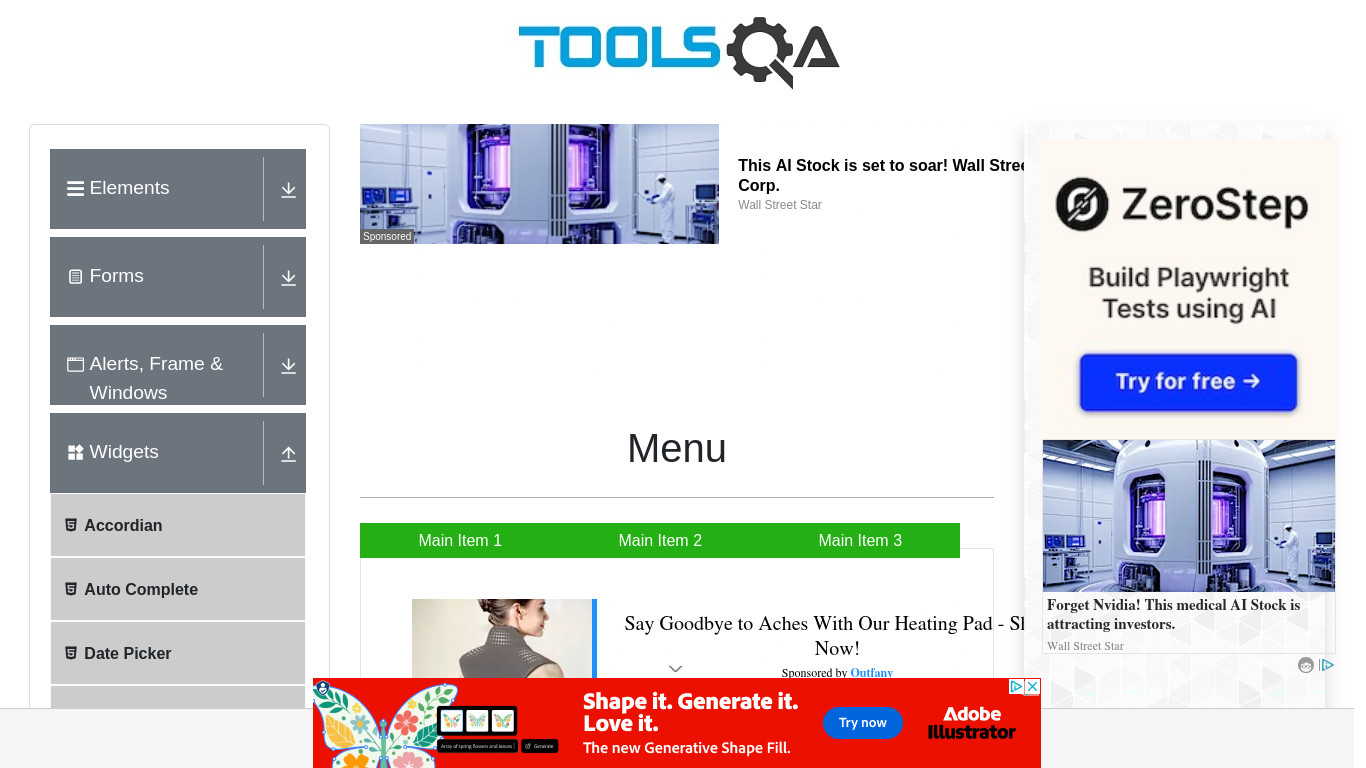 TOOLSQA
Elements
Forms
Alerts, Frame &
Windows
Widgets
Accordian
Auto Complete
Date Picker
Sponsored
This AI Stock is set to soar! Wall Stree
Corp.
Wall Street Star
Menu
Main Item 1
Main Item 2
Main Item 3
Say Goodbye to Aches With Our Heating Pad - Sh
Now!
Sponsored by Outfany
ZeroStep
Build Playwright
Tests using AI
Try for free →
Forget Nvidia! This medical AI Stock is
attracting investors.
Wall Street Star
Array of spring flowers and leaves
Generate
Shape it. Generate it.
Love it.
The new Generative Shape Fill.
Try now
Adobe
Illustrator